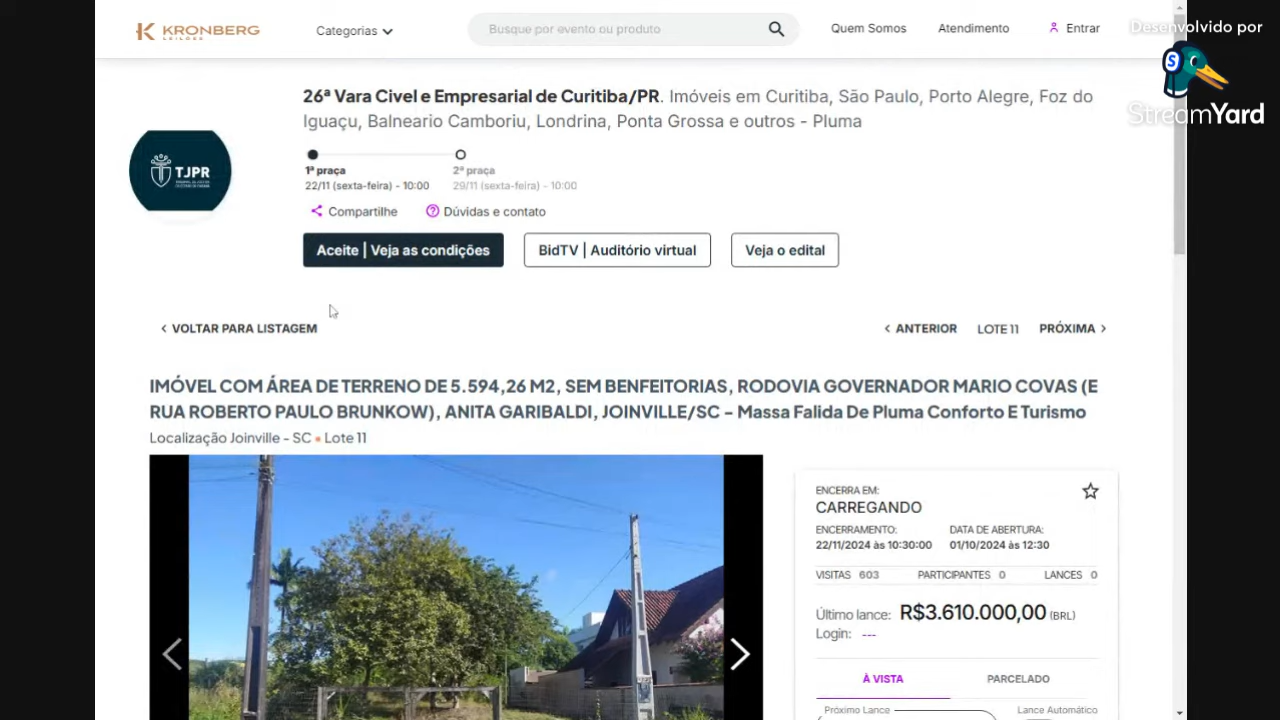 KRONBERG
LEILÕES
Categorias
Busque por evento ou produto
Quem Somos
Atendimento
Entrar
Desenvolvido por
S
StreamYard
26ª Vara Civel e Empresarial de Curitiba/PR. Imóveis em Curitiba, São Paulo, Porto Alegre, Foz do
Iguaçu, Balneario Camboriu, Londrina, Ponta Grossa e outros - Pluma
TJPR
1ª praça
2ª praça
22/11 (sexta-feira) - 10:00
29/11 (sexta-feira) - 10:00
Compartilhe
Dúvidas e contato
Aceite | Veja as condições
BidTV | Auditório virtual
Veja o edital
VOLTAR PARA LISTAGEM
ANTERIOR
LOTE 11
PRÓXIMA
IMÓVEL COM ÁREA DE TERRENO DE 5.594,26 M2, SEM BENFEITORIAS, RODOVIA GOVERNADOR MARIO COVAS (E
RUA ROBERTO PAULO BRUNKOW), ANITA GARIBALDI, JOINVILLE/SC - Massa Falida De Pluma Conforto E Turismo
Localização Joinville - SC • Lote 11
ENCERRA EM:
CARREGANDO
ENCERRAMENTO:
DATA DE ABERTURA:
22/11/2024 às 10:30:00
01/10/2024 às 12:30
VISITAS 603
PARTICIPANTES 0
LANCES 0
Último lance: R$3.610.000,00 (BRL)
Login: ---
À VISTA
PARCELADO
Próximo Lance
Lance Automático